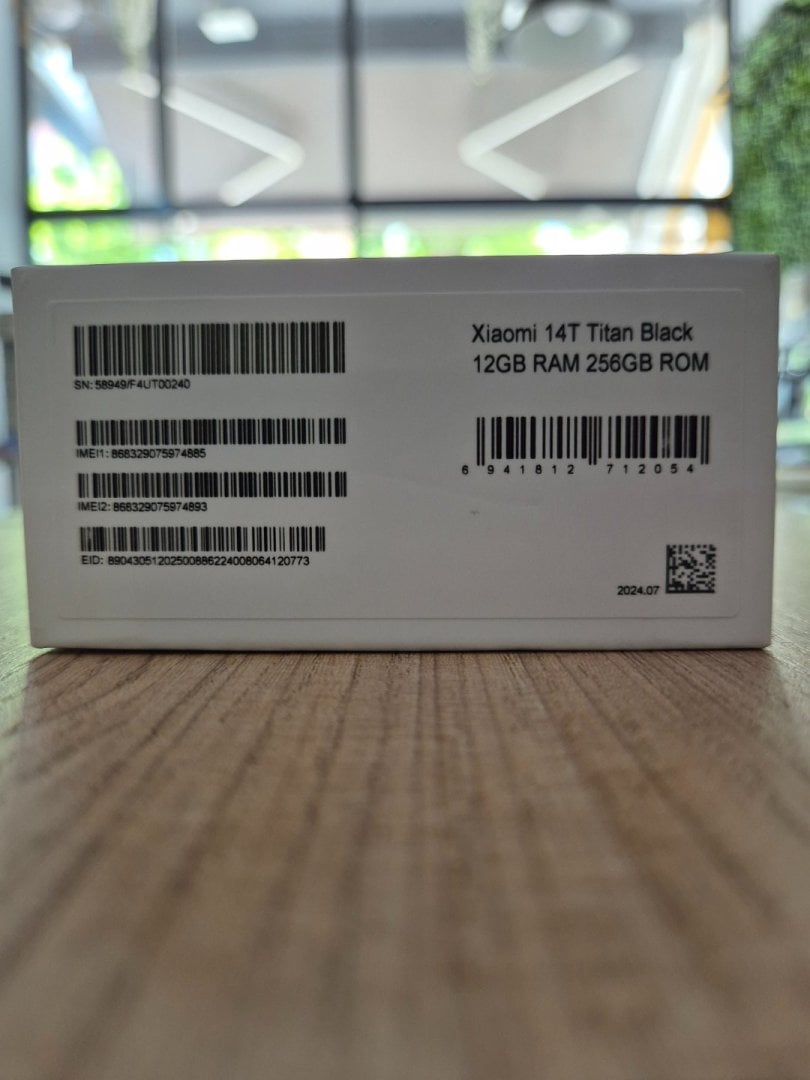 Xiaomi 14T Titan Black
12GB RAM 256GB ROM
SN: 58949/F4UT00240
IMEI1: 868329075974885
IMEI2: 868329075974893
EID: 89043051202500886224008064120773
6 941812 712054
2024.07